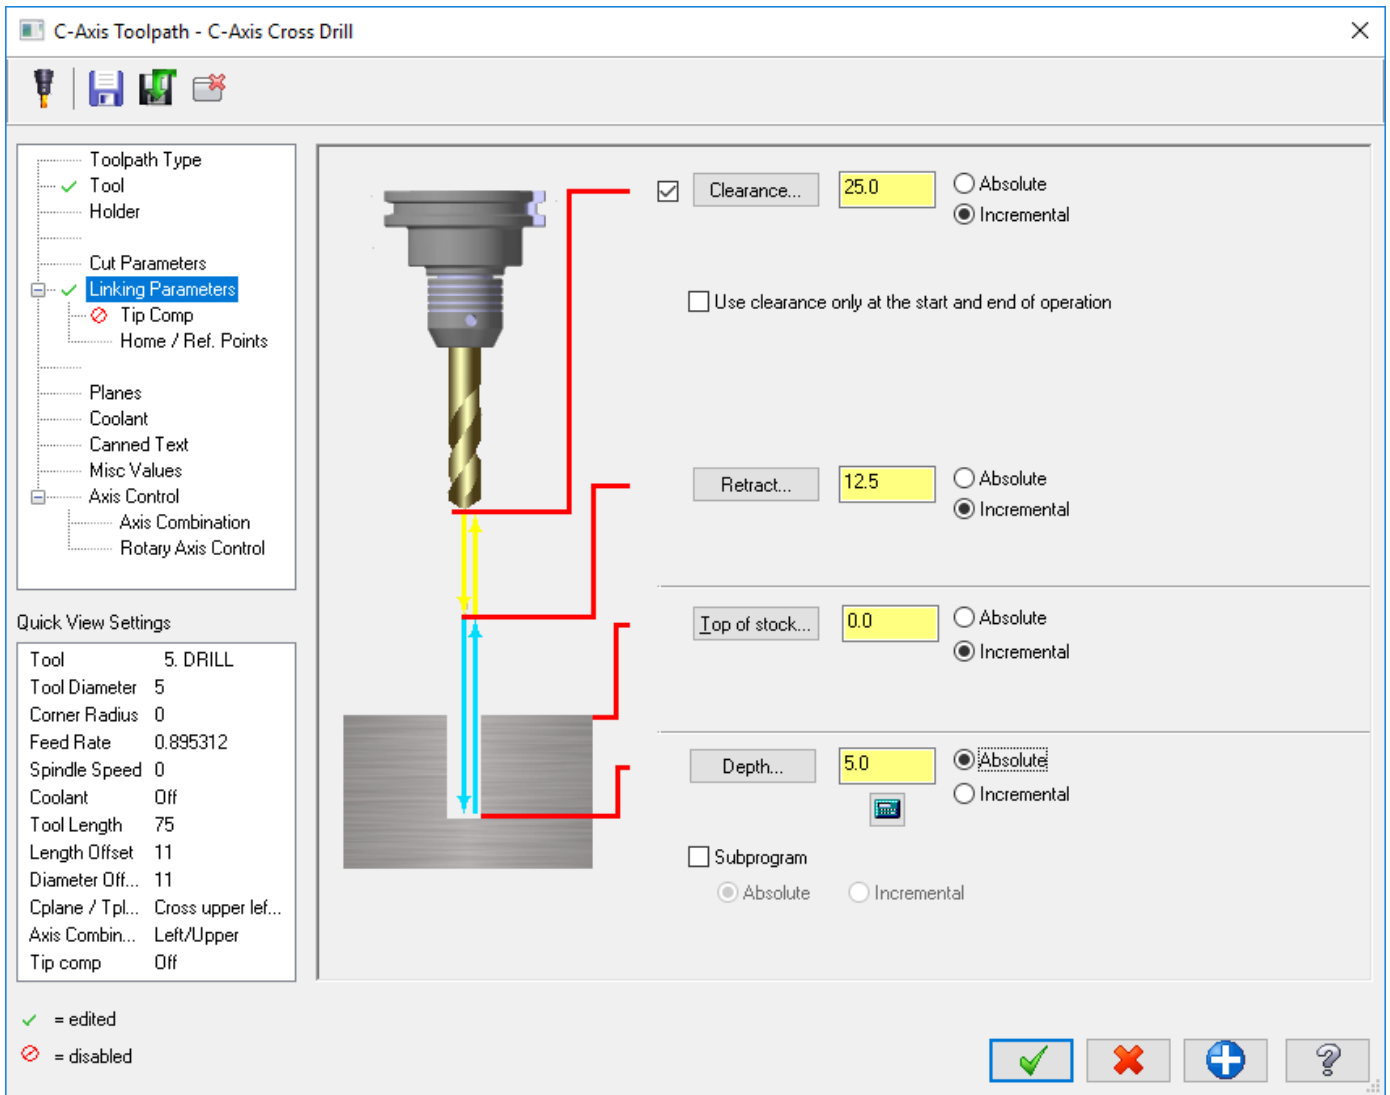 C-Axis Toolpath - C-Axis Cross Drill
Toolpath Type
Tool
Holder
Cut Parameters
Linking Parameters
Tip Comp
Home / Ref. Points
Planes
Coolant
Canned Text
Misc Values
Axis Control
Axis Combination
Rotary Axis Control
Quick View Settings
Tool 5. DRILL
Tool Diameter 5
Corner Radius 0
Feed Rate 0.895312
Spindle Speed 0
Coolant Off
Tool Length 75
Length Offset 11
Diameter Off... 11
Cplane / Tpl... Cross upper lef...
Axis Combin... Left/Upper
Tip comp Off
= edited
= disabled
Clearance... 25.0 Absolute
Incremental
Use clearance only at the start and end of operation
Retract... 12.5 Absolute
Incremental
Top of stock... 0.0 Absolute
Incremental
Depth... 5.0 Absolute
Incremental
Subprogram
Absolute Incremental